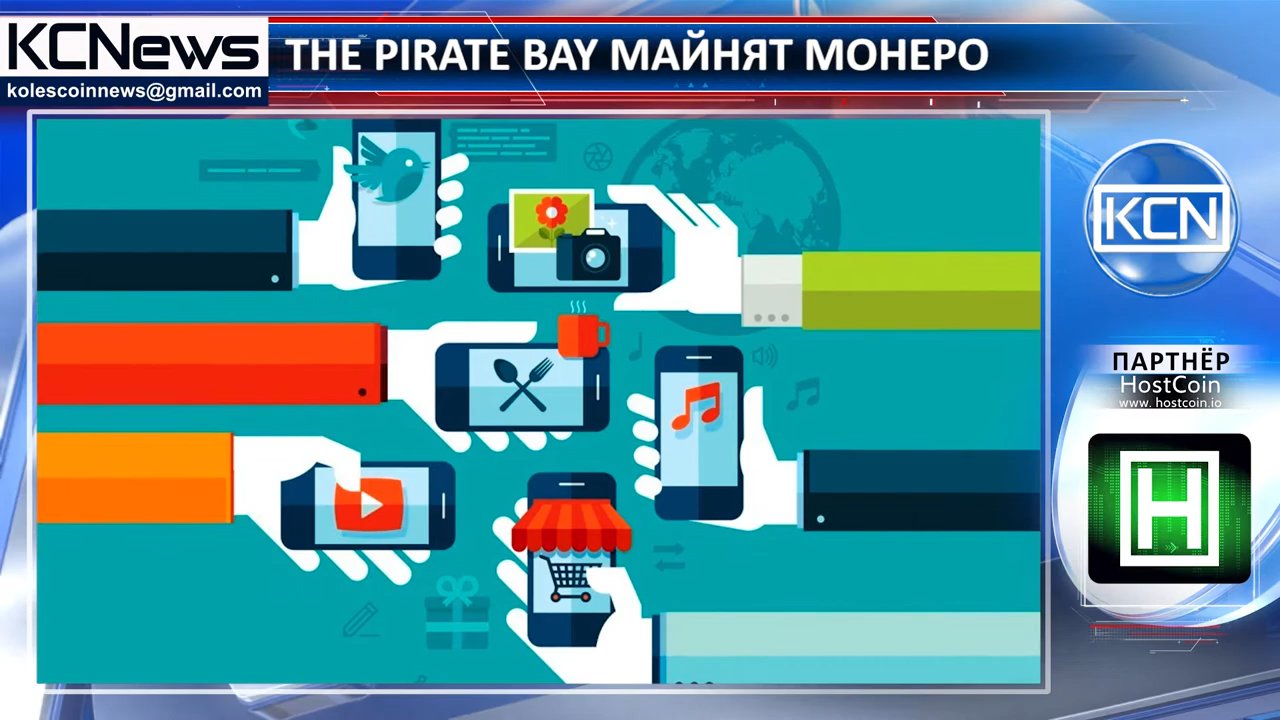 KCNews
kolescoinnews@gmail.com
THE PIRATE BAY МАЙНЯТ МОНЕРО
KCN
ПАРТНЁР
HostCoin
www. hostcoin.io
H